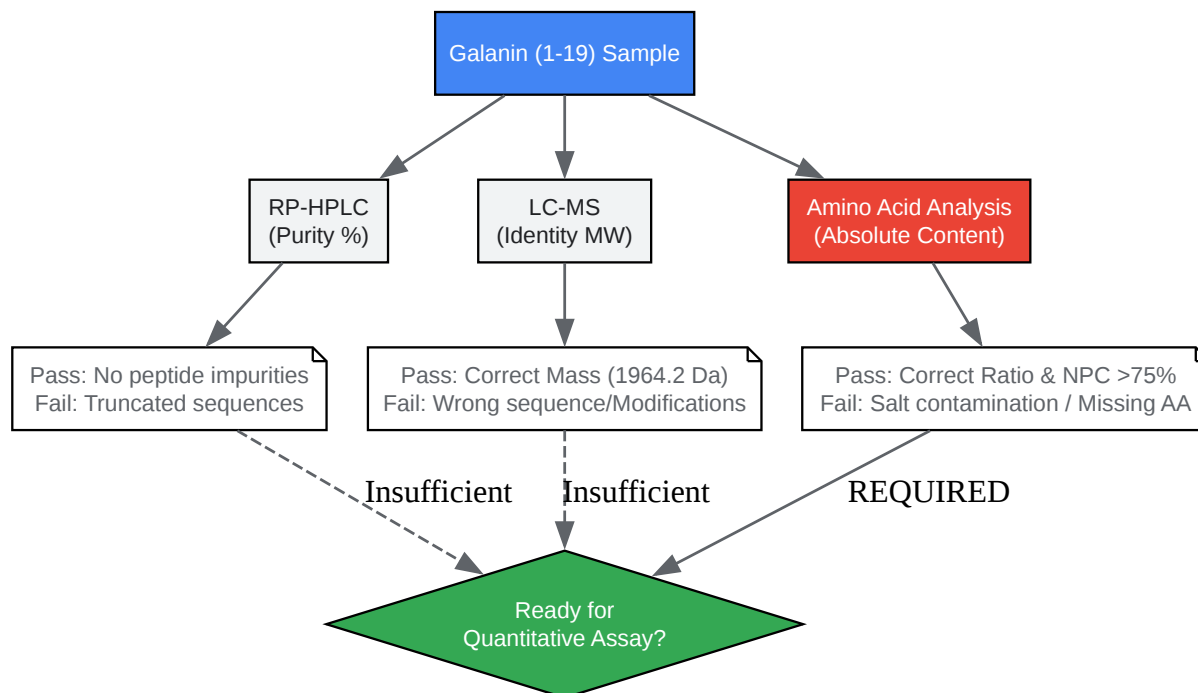 Galanin (1-19) Sample
RP-HPLC
(Purity %)
LC-MS
(Identity MW)
Amino Acid Analysis
(Absolute Content)
Pass: No peptide impurities
Fail: Truncated sequences
Pass: Correct Mass (1964.2 Da)
Fail: Wrong sequence/Modifications
Pass: Correct Ratio & NPC >75%
Fail: Salt contamination / Missing AA
Insufficient
Insufficient
REQUIRED
Ready for
Quantitative Assay?